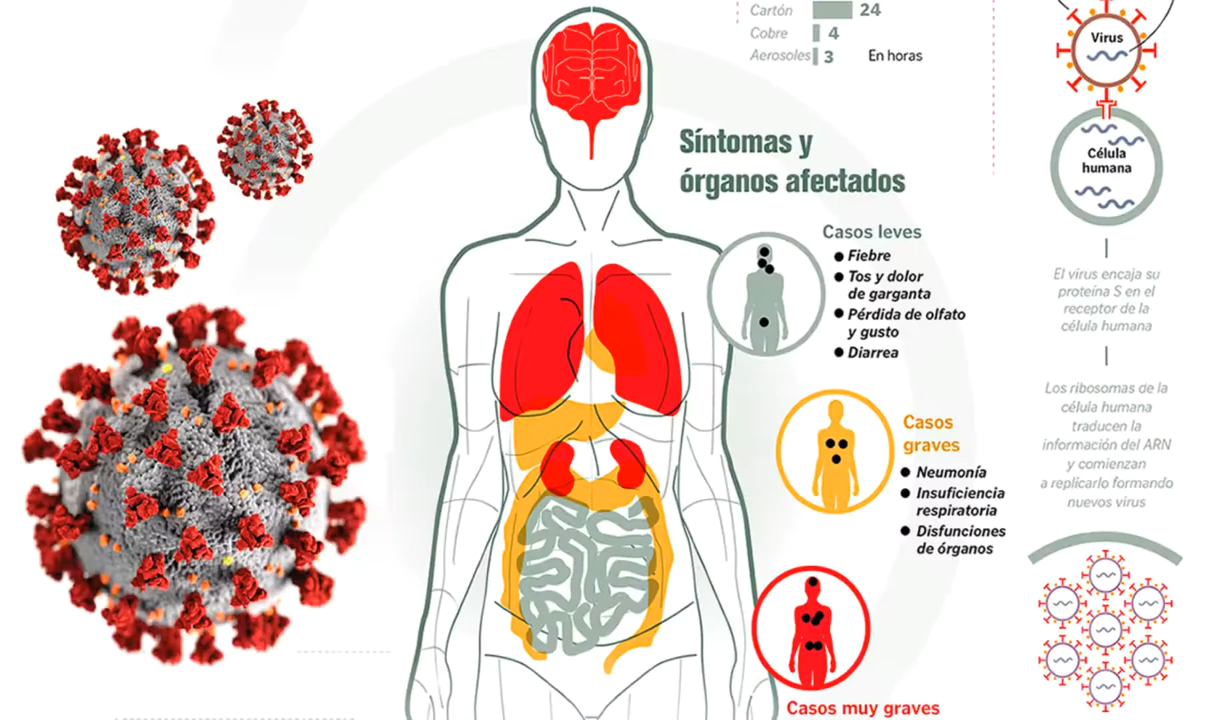 Cartón 24
Cobre 4
Aerosoles 3 En horas
Síntomas y
órganos afectados
Casos leves
Fiebre
Tos y dolor
de garganta
Pérdida de olfato
y gusto
Diarrea
Casos
graves
Neumonía
Insuficiencia
respiratoria
Disfunciones
de órganos
Casos muy graves
Virus
Célula
humana
El virus encaja su
proteína S en el
receptor de la
célula humana
Los ribosomas de la
célula humana
traducen la
información del ARN
y comienzan
a replicarlo formando
nuevos virus